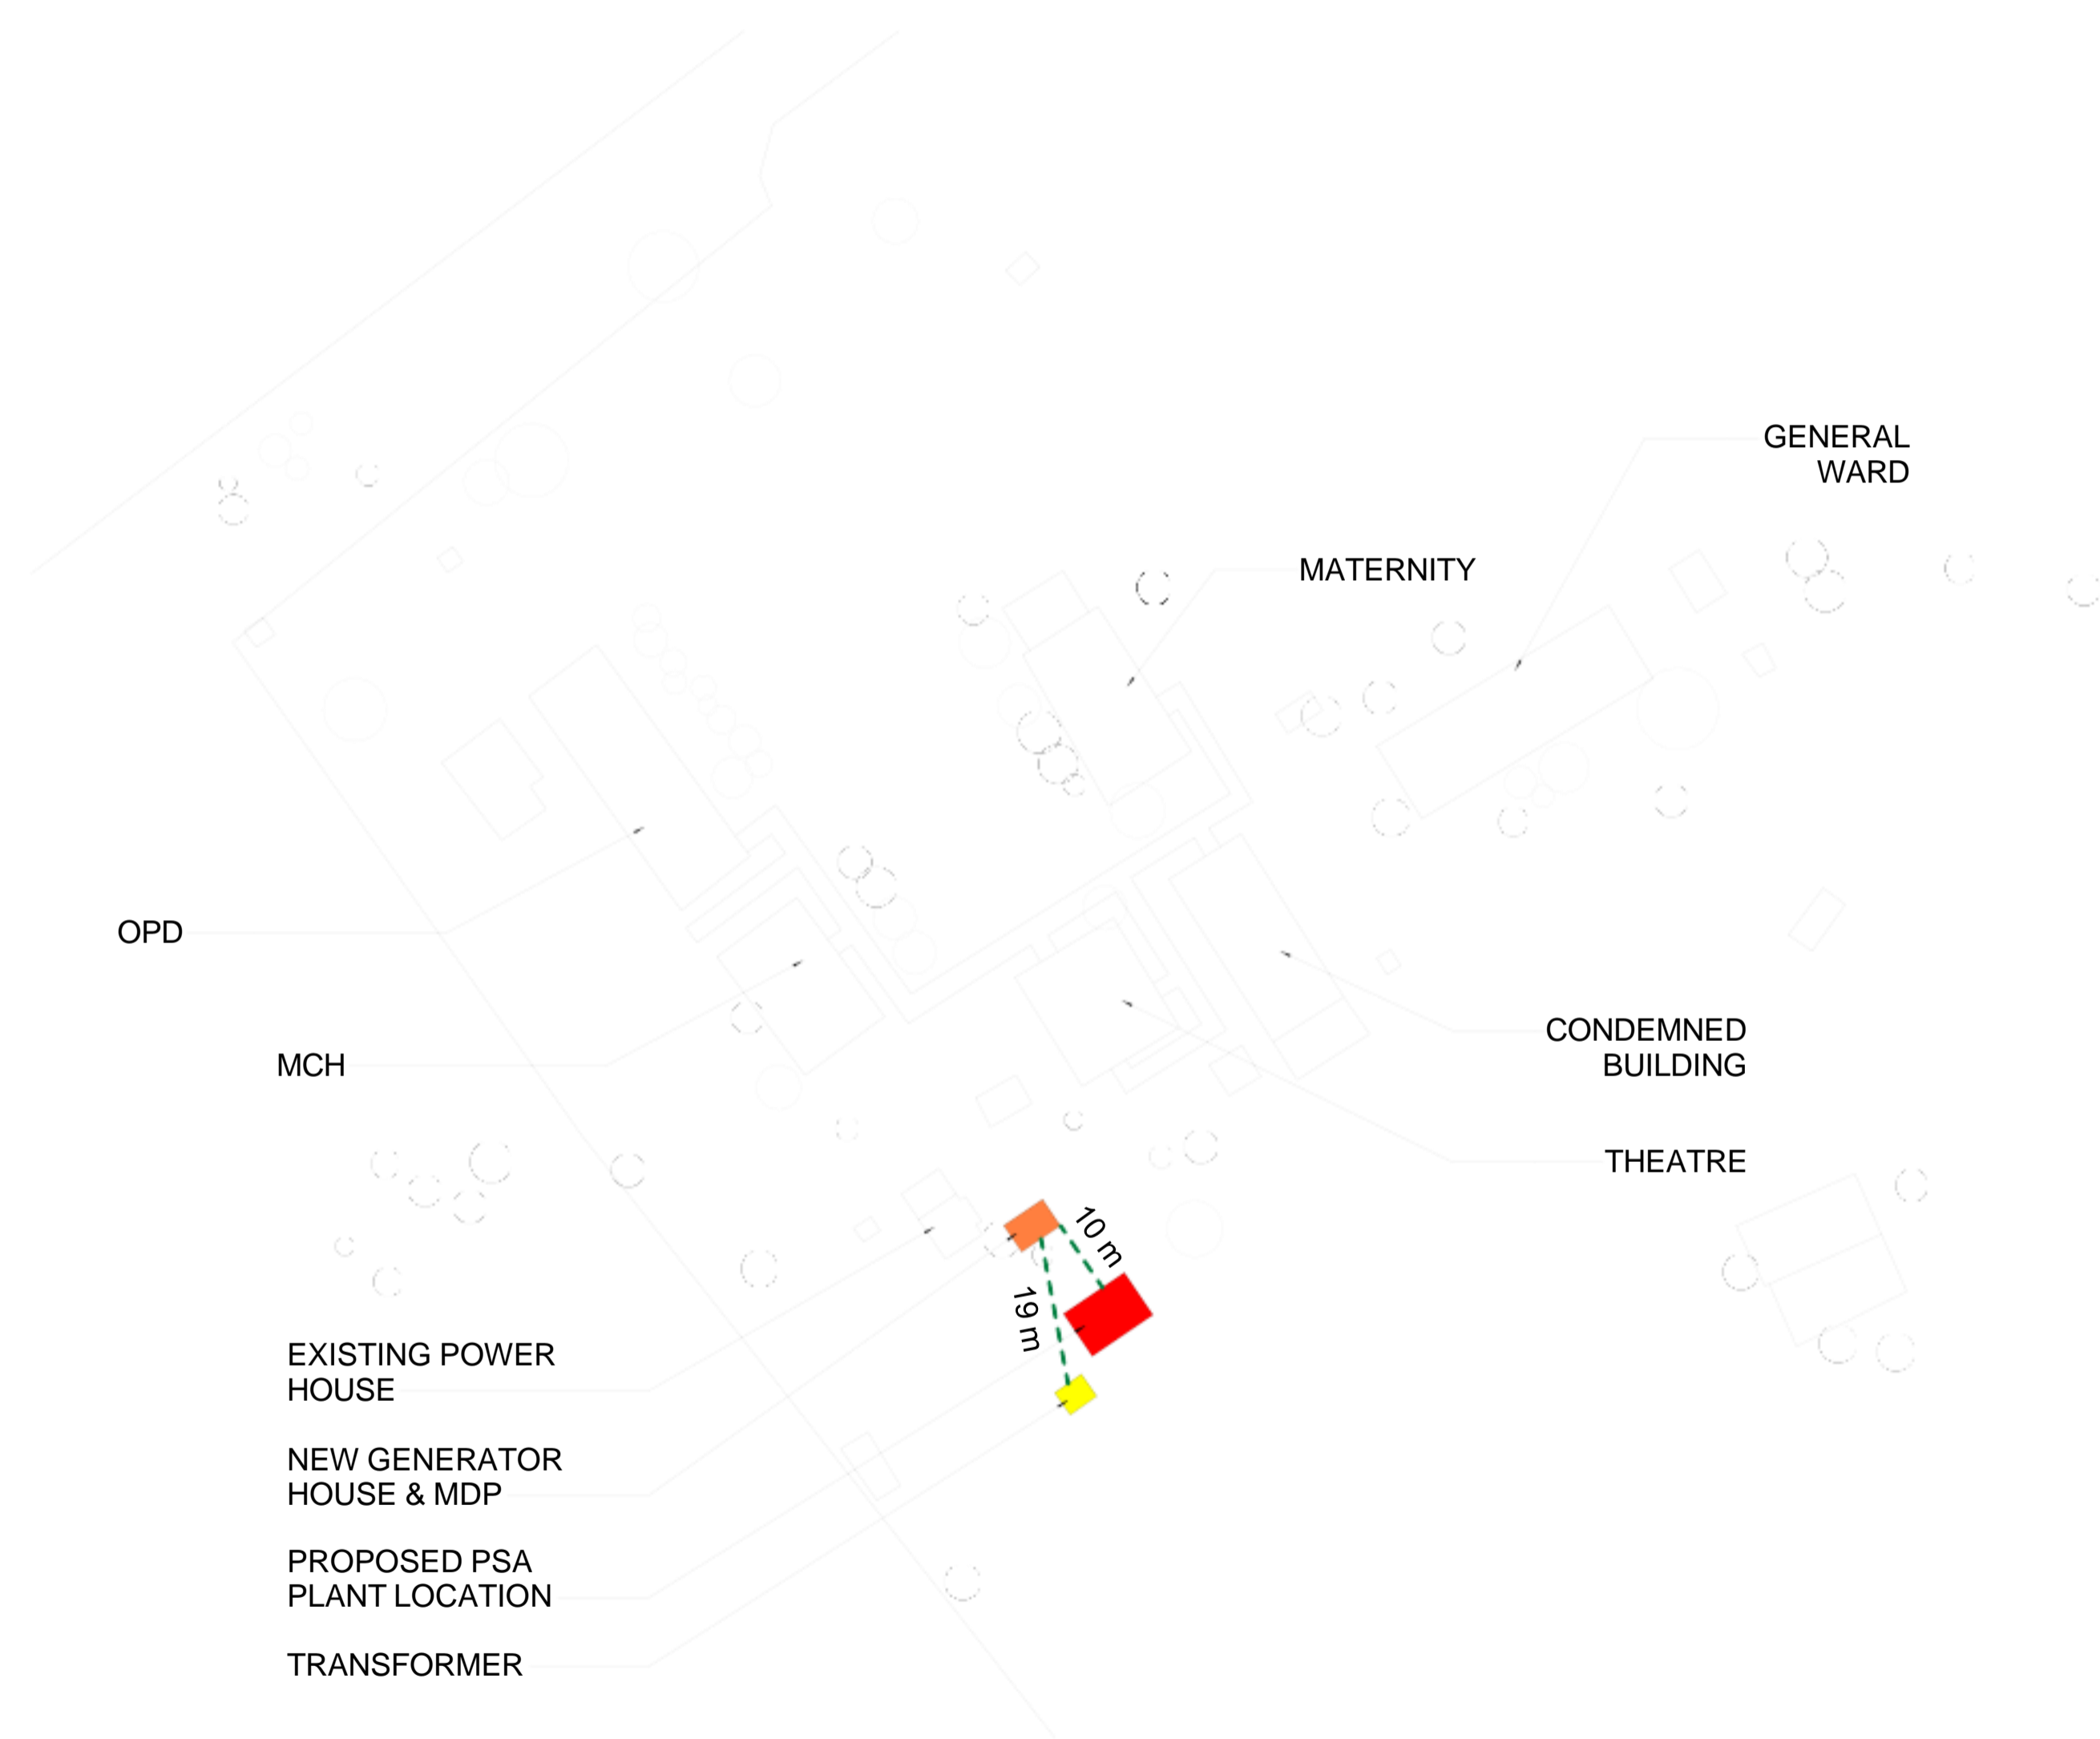 GENERAL
WARD
MATERNITY
OPD
CONDEMNED
BUILDING
MCH
THEATRE
10 m
19 m
EXISTING POWER
HOUSE
NEW GENERATOR
HOUSE & MDP
PROPOSED PSA
PLANT LOCATION
TRANSFORMER